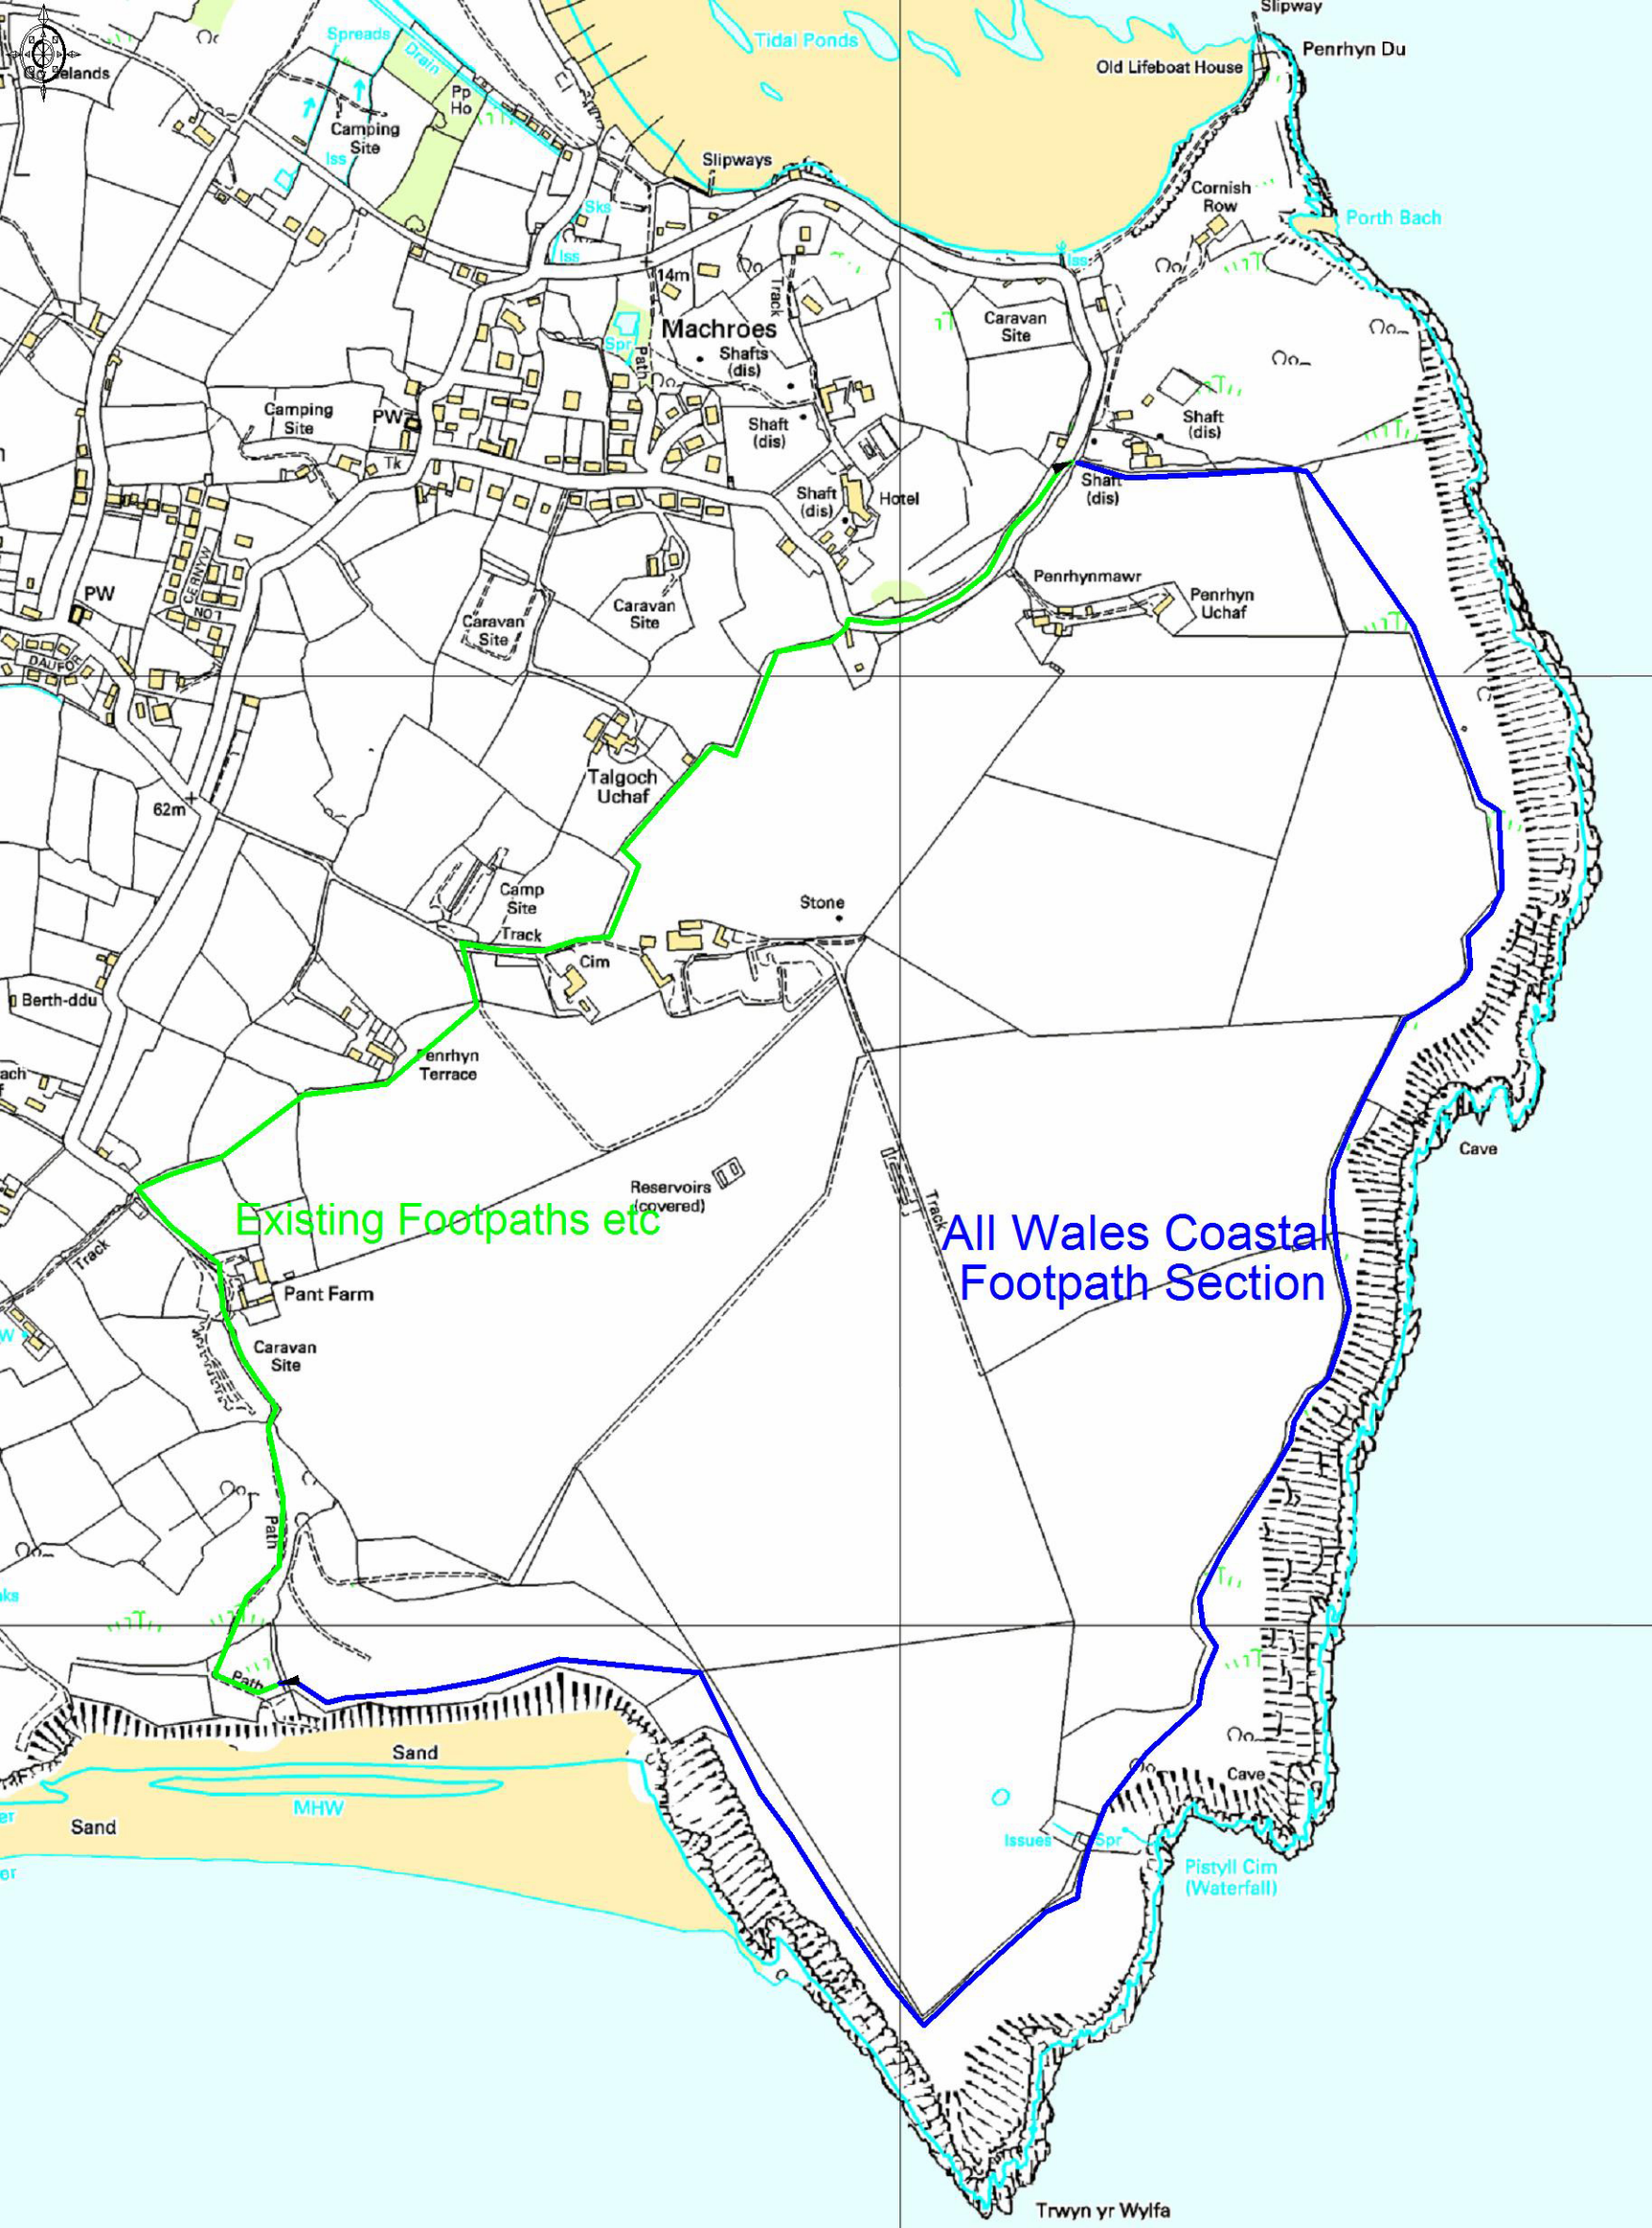 Slipway
Penrhyn Du
Old Lifeboat House
Tidal Ponds
Spreads
Drain
Pp
Ho
Camping
Site
Iss
Slipways
Cornish
Row
Porth Bach
Sks
Iss
Iss
14m
Track
Machroes
Spr
Path
Shafts
(dis)
Caravan
Site
Camping
Site
PW
Tk
Shaft
(dis)
Shaft
(dis)
Shaft
(dis)
Hotel
Shaft
(dis)
PW
CERNYW
NO 1
Caravan
Site
Caravan
Site
Penrhynmawr
Penrhyn
Uchaf
62m
Talgoch
Uchaf
Camp
Site
Track
Stone
Cim
Berth-ddu
Penrhyn
Terrace
Cave
Reservoirs
(covered)
Track
Existing Footpaths etc
All Wales Coastal
Footpath Section
Track
Pant Farm
Caravan
Site
Path
Path
Sand
MHW
Sand
Cave
Issues
Spr
Pistyll Cim
(Waterfall)
Trwyn yr Wylfa